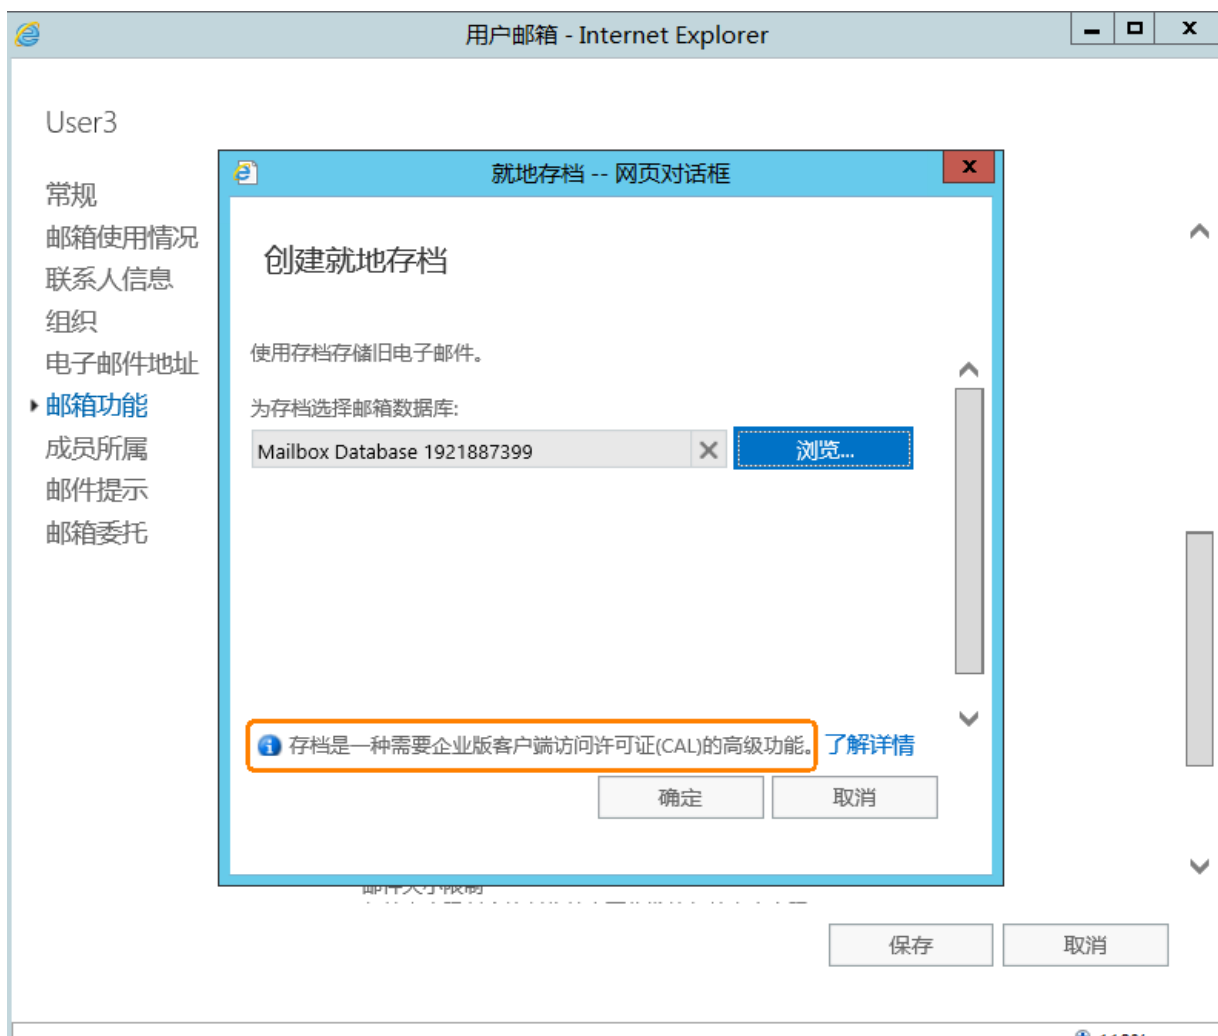 用户邮箱 - Internet Explorer
User3
常规
邮箱使用情况
联系人信息
组织
电子邮件地址
邮箱功能
成员所属
邮件提示
邮箱委托
就地存档 -- 网页对话框
创建就地存档
使用存档存储旧电子邮件。
为存档选择邮箱数据库:
Mailbox Database 1921887399
浏览...
存档是一种需要企业版客户端访问许可证(CAL)的高级功能。 了解详情
确定 取消
邮件大小限制
保存 取消